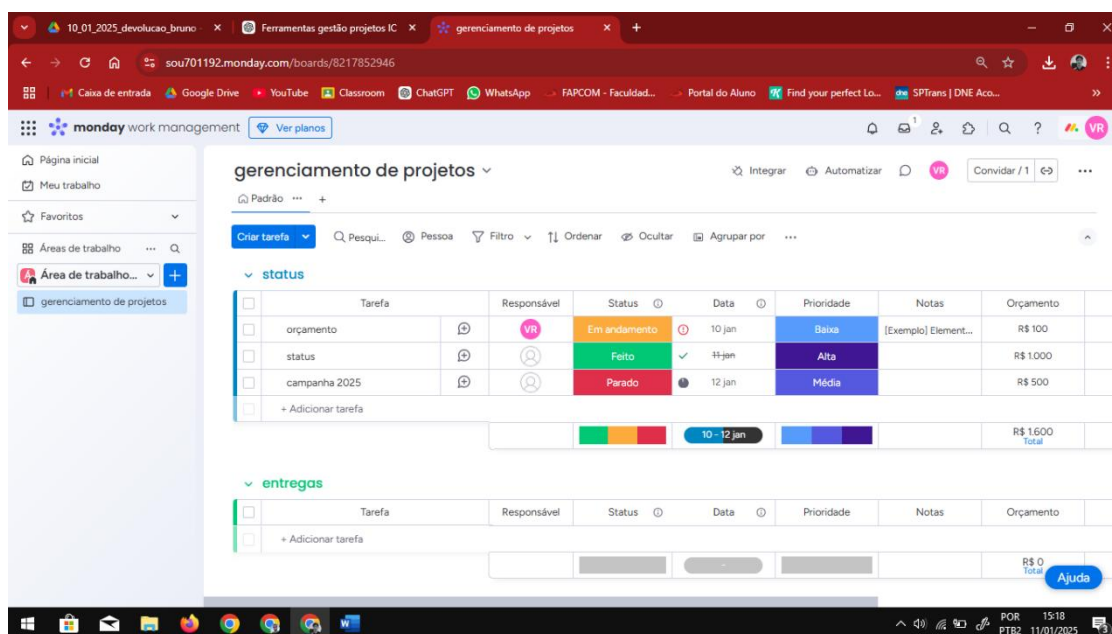 10_01_2025_devolucao_bruno - Ferramentas gestão projetos IC gerenciamento de projetos
sou701192.monday.com/boards/8217852946
Caixa de entrada Google Drive YouTube Classroom ChatGPT WhatsApp FAPCOM - Faculdad... Portal do Aluno Find your perfect Lo... SPTrans | DNE Aco... »
monday work management Ver planos 1 VR
Página inicial
Meu trabalho
Favoritos
Áreas de trabalho ...
Área de trabalho...
gerenciamento de projetos
gerenciamento de projetos Integrar Automatizar VR Convidar / 1 ...
Padrão ... +
Criar tarefa Pesqui... Pessoa Filtro Ordenar Ocultar Agrupar por ...
status
Tarefa Responsável Status Data Prioridade Notas Orçamento
orçamento VR Em andamento 10 jan Baixa [Exemplo] Element... R$ 100
status Feito 11 jan Alta R$ 1.000
campanha 2025 Parado 12 jan Média R$ 500
+ Adicionar tarefa
10 - 12 jan R$ 1.600
Total
entregas
Tarefa Responsável Status Data Prioridade Notas Orçamento
+ Adicionar tarefa
- R$ 0
Total
Ajuda
POR 15:18
PTB2 11/01/2025